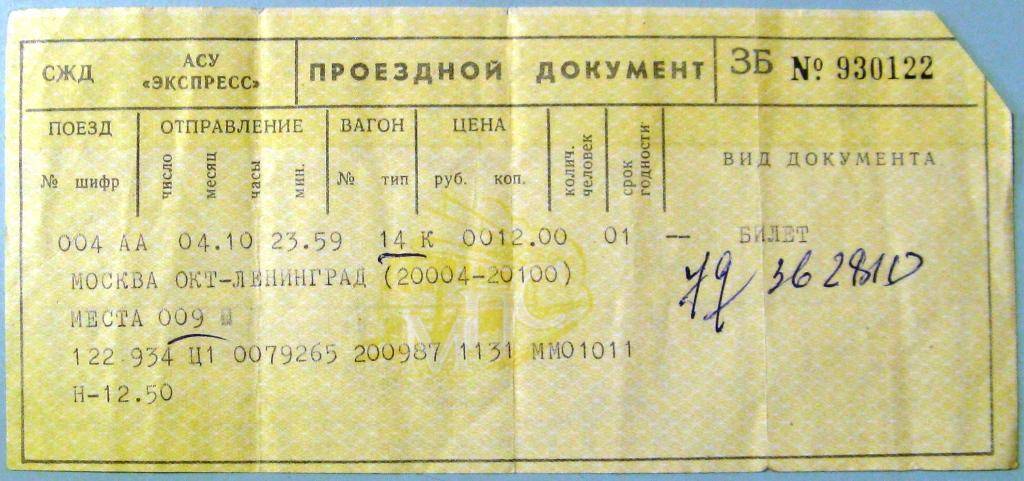 СЖД АСУ «ЭКСПРЕСС» ПРОЕЗДНОЙ ДОКУМЕНТ ЗБ № 930122
ПОЕЗД ОТПРАВЛЕНИЕ ВАГОН ЦЕНА колич. человек срок годности ВИД ДОКУМЕНТА
№ шифр число месяц часы мин. № тип руб. коп.
004 АА 04.10 23.59 14 К 0012.00 01 -- БИЛЕТ
МОСКВА ОКТ-ЛЕНИНГРАД (20004-20100)
МЕСТА 009
122 934 Ц1 0079265 200987 1131 ММО1011
Н-12.50